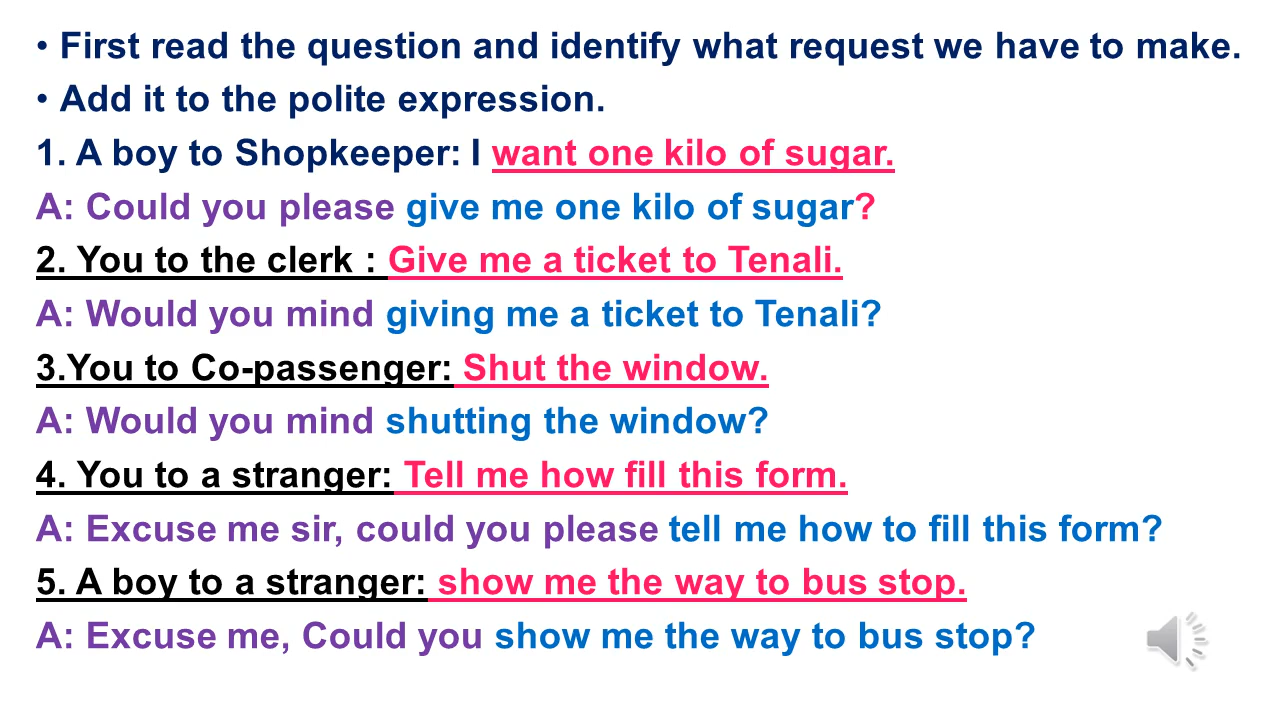 • First read the question and identify what request we have to make.
• Add it to the polite expression.
1. A boy to Shopkeeper: I want one kilo of sugar.
A: Could you please give me one kilo of sugar?
2. You to the clerk : Give me a ticket to Tenali.
A: Would you mind giving me a ticket to Tenali?
3.You to Co-passenger: Shut the window.
A: Would you mind shutting the window?
4. You to a stranger: Tell me how fill this form.
A: Excuse me sir, could you please tell me how to fill this form?
5. A boy to a stranger: show me the way to bus stop.
A: Excuse me, Could you show me the way to bus stop?